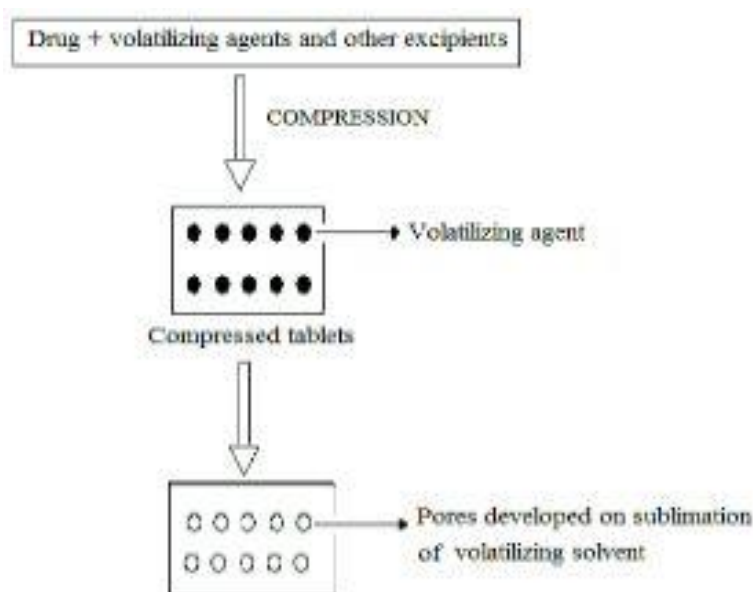 Drug + volatilizing agents and other excipients
COMPRESSION
Volatilizing agent
Compressed tablets
Pores developed on sublimation
of volatilizing solvent